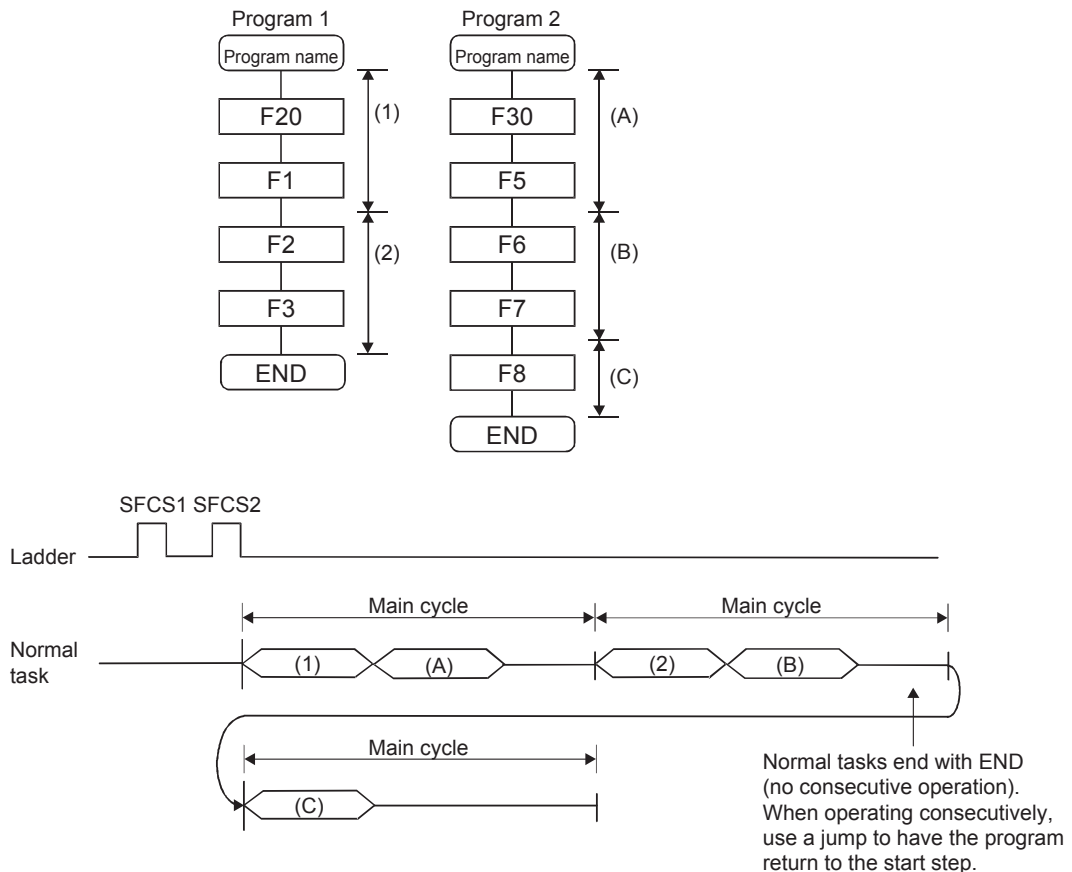 Program 1
Program name
F20
(1)
F1
F2
(2)
F3
END
Program 2
Program name
F30
(A)
F5
F6
(B)
F7
F8
(C)
END
SFCS1 SFCS2
Ladder
Main cycle
Main cycle
Normal
task
(1)
(A)
(2)
(B)
Main cycle
(C)
Normal tasks end with END
(no consecutive operation).
When operating consecutively,
use a jump to have the program
return to the start step.